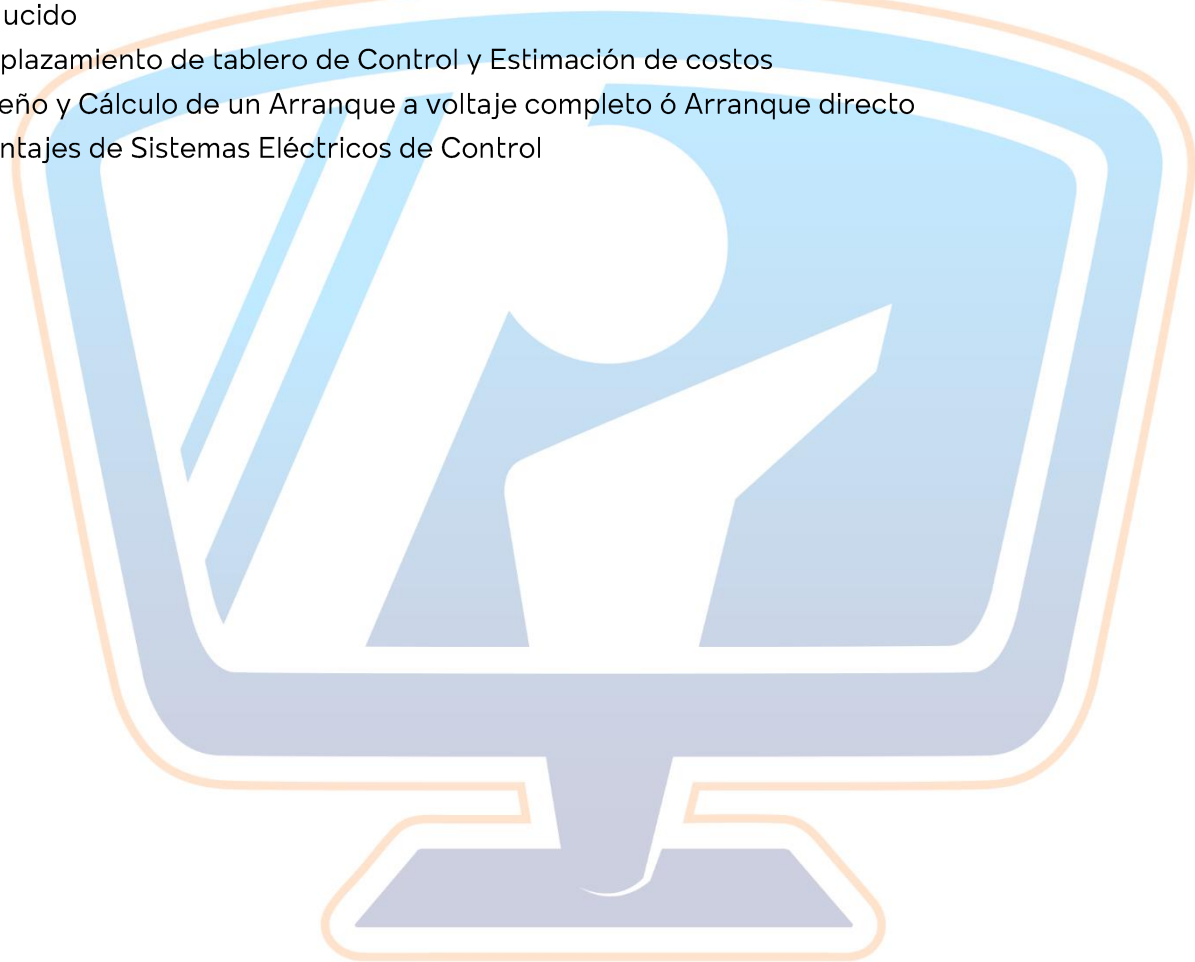 ucido
plazamiento de tablero de Control y Estimación de costos
eño y Cálculo de un Arranque a voltaje completo ó Arranque directo
ntajes de Sistemas Eléctricos de Control